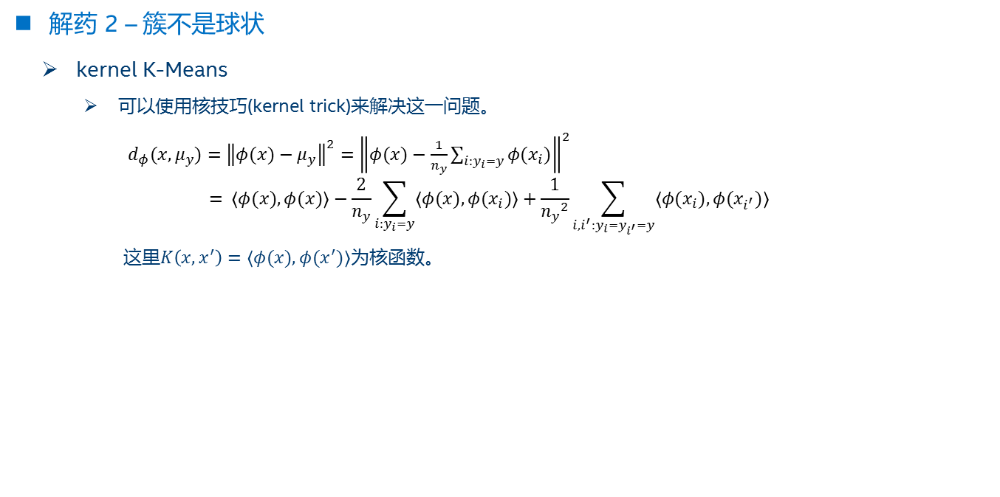 ■ 解药 2 – 簇不是球状
➢ kernel K-Means
➢ 可以使用核技巧(kernel trick)来解决这一问题。
$d_\phi(x, \mu_y) = \left\|\phi(x) - \mu_y\right\|^2 = \left\|\phi(x) - \frac{1}{n_y}\sum_{i:y_i=y}\phi(x_i)\right\|^2$
$= \langle\phi(x), \phi(x)\rangle - \frac{2}{n_y}\sum_{i:y_i=y}\langle\phi(x), \phi(x_i)\rangle + \frac{1}{{n_y}^2}\sum_{i,i':y_i=y_{i'}=y}\langle\phi(x_i), \phi(x_{i'})\rangle$
这里$K(x, x') = \langle\phi(x), \phi(x')\rangle$为核函数。